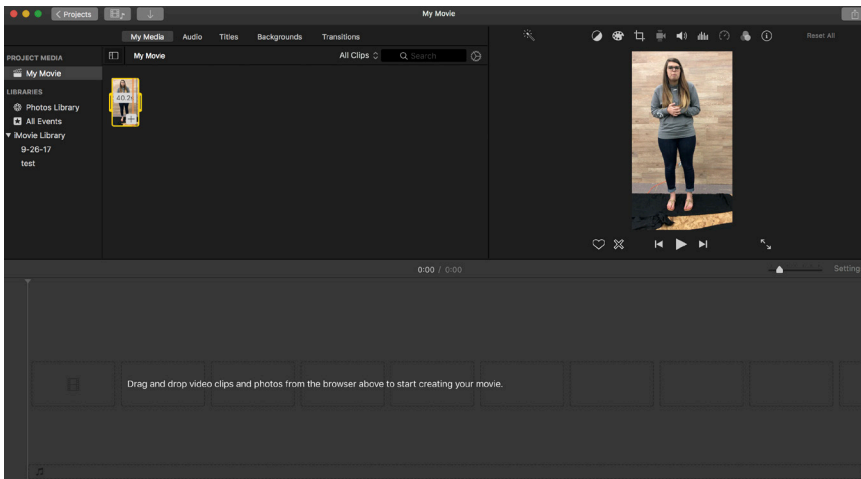 < Projects
My Movie
My Media Audio Titles Backgrounds Transitions
Reset All
PROJECT MEDIA
My Movie
LIBRARIES
Photos Library
All Events
iMovie Library
9-26-17
test
My Movie
All Clips
Search
40.2s
0:00 / 0:00
Setting
Drag and drop video clips and photos from the browser above to start creating your movie.